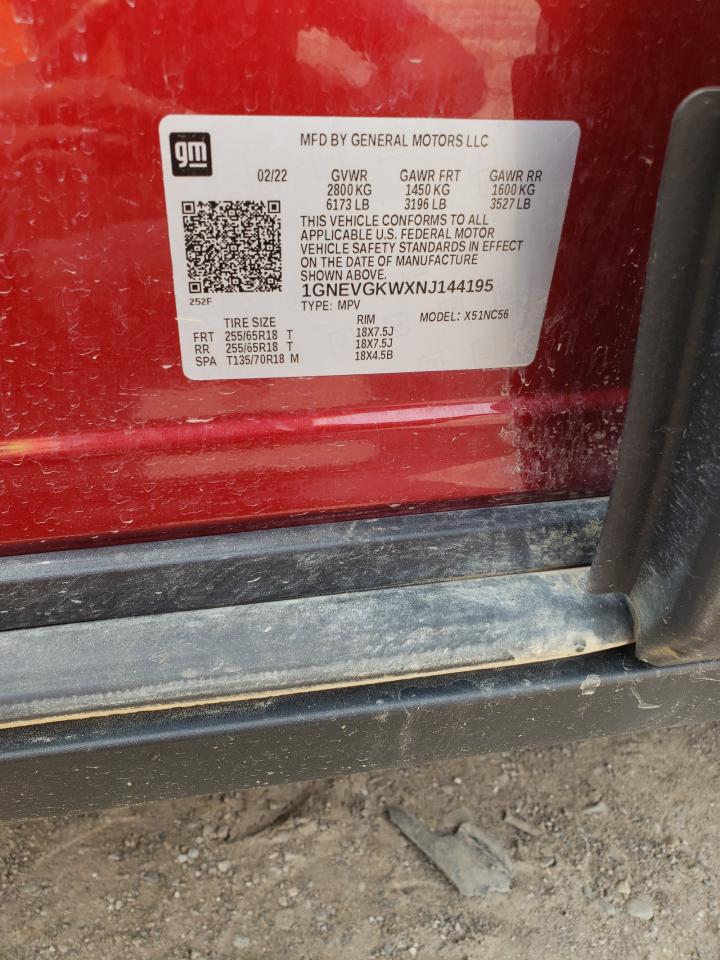 gm
MFD BY GENERAL MOTORS LLC
02/22 GVWR GAWR FRT GAWR RR
2800 KG 1450 KG 1600 KG
6173 LB 3196 LB 3527 LB
THIS VEHICLE CONFORMS TO ALL
APPLICABLE U.S. FEDERAL MOTOR
VEHICLE SAFETY STANDARDS IN EFFECT
ON THE DATE OF MANUFACTURE
SHOWN ABOVE.
252F
1GNEVGKWXNJ144195
TYPE: MPV
TIRE SIZE RIM MODEL: X51NC56
FRT 255/65R18 T 18X7.5J
RR 255/65R18 T 18X7.5J
SPA T135/70R18 M 18X4.5B